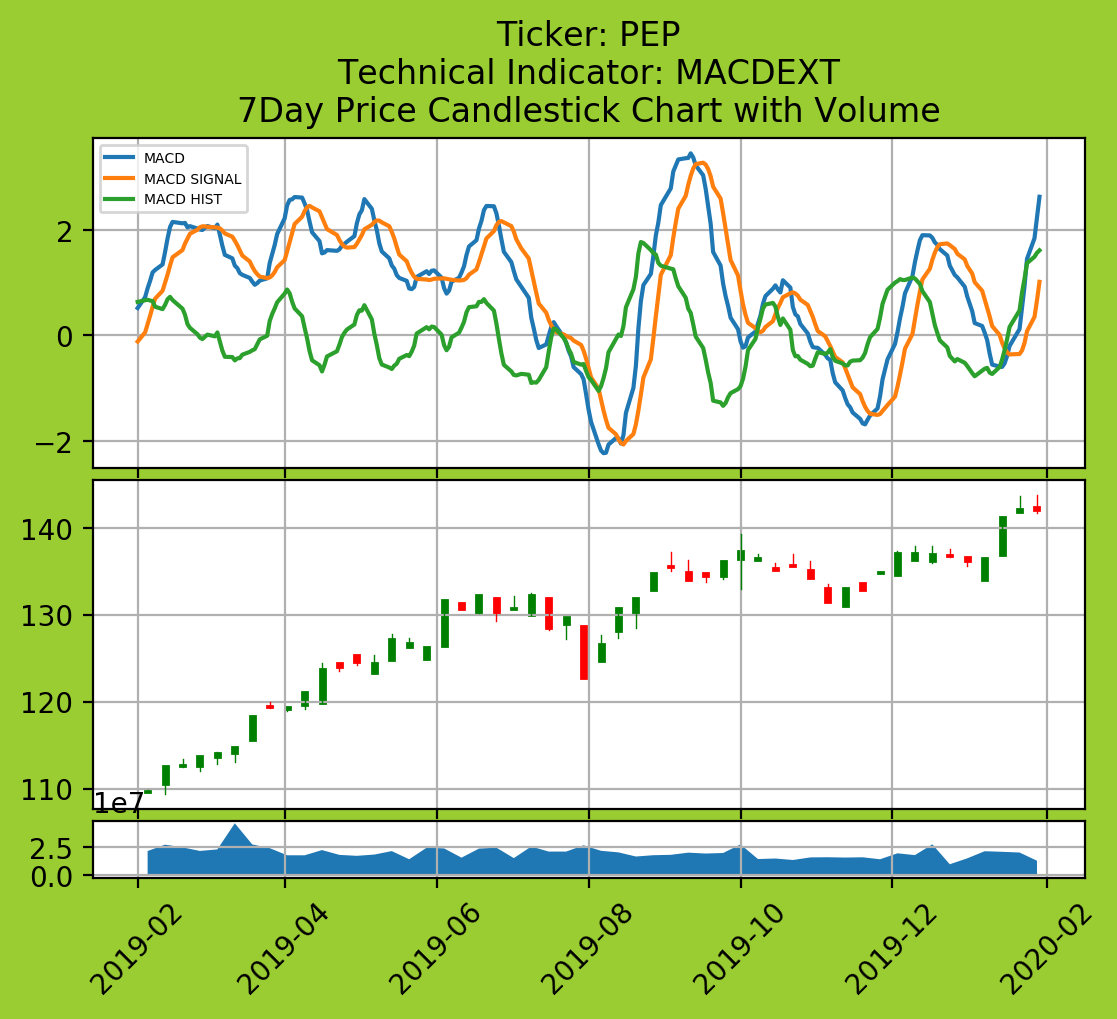 Ticker: PEP
Technical Indicator: MACDEXT
7Day Price Candlestick Chart with Volume
MACD
MACD SIGNAL
MACD HIST
2
0
−2
140
130
120
110
1e7
2.5
0.0
2019-02
2019-04
2019-06
2019-08
2019-10
2019-12
2020-02